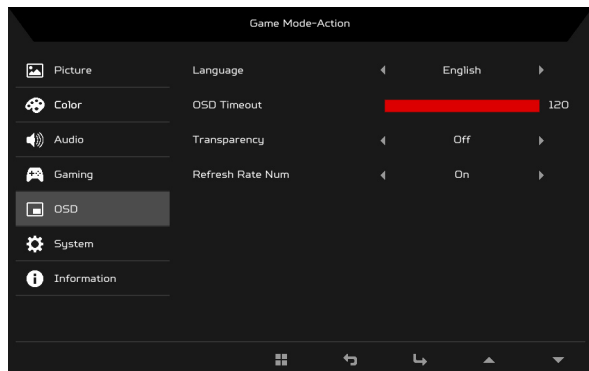 Game Mode-Action
Picture
Language English
Color
OSD Timeout 120
Audio
Transparency Off
Gaming
Refresh Rate Num On
OSD
System
Information